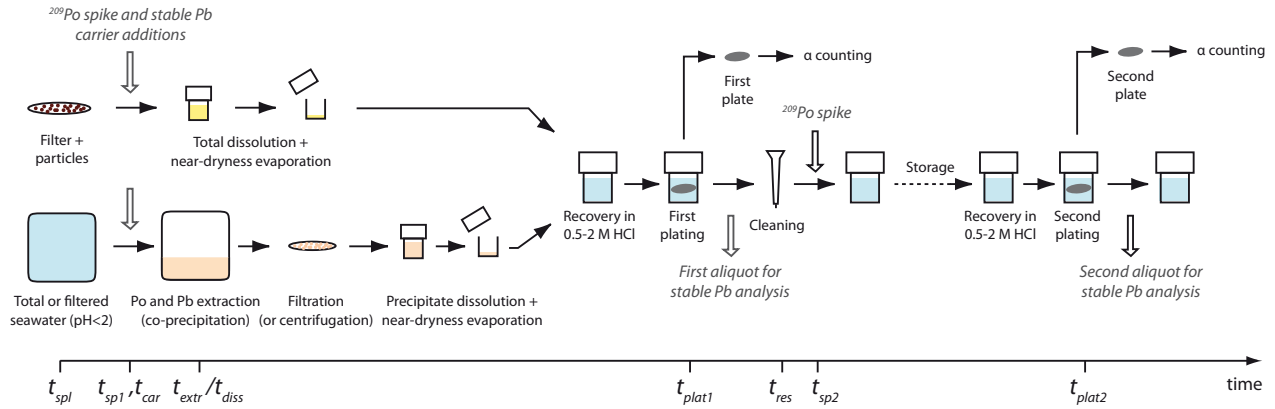 ²⁰⁹Po spike and stable Pb
carrier additions
Filter +
particles
Total dissolution +
near-dryness evaporation
Total or filtered
seawater (pH<2)
Po and Pb extraction
(co-precipitation)
Filtration
(or centrifugation)
Precipitate dissolution +
near-dryness evaporation
Recovery in
0.5-2 M HCl
First
plating
First
plate
α counting
First aliquot for
stable Pb analysis
Cleaning
²⁰⁹Po spike
Storage
Recovery in
0.5-2 M HCl
Second
plating
Second
plate
α counting
Second aliquot for
stable Pb analysis
t_spl
t_sp1, t_car
t_extr/t_diss
t_plat1
t_res
t_sp2
t_plat2
time